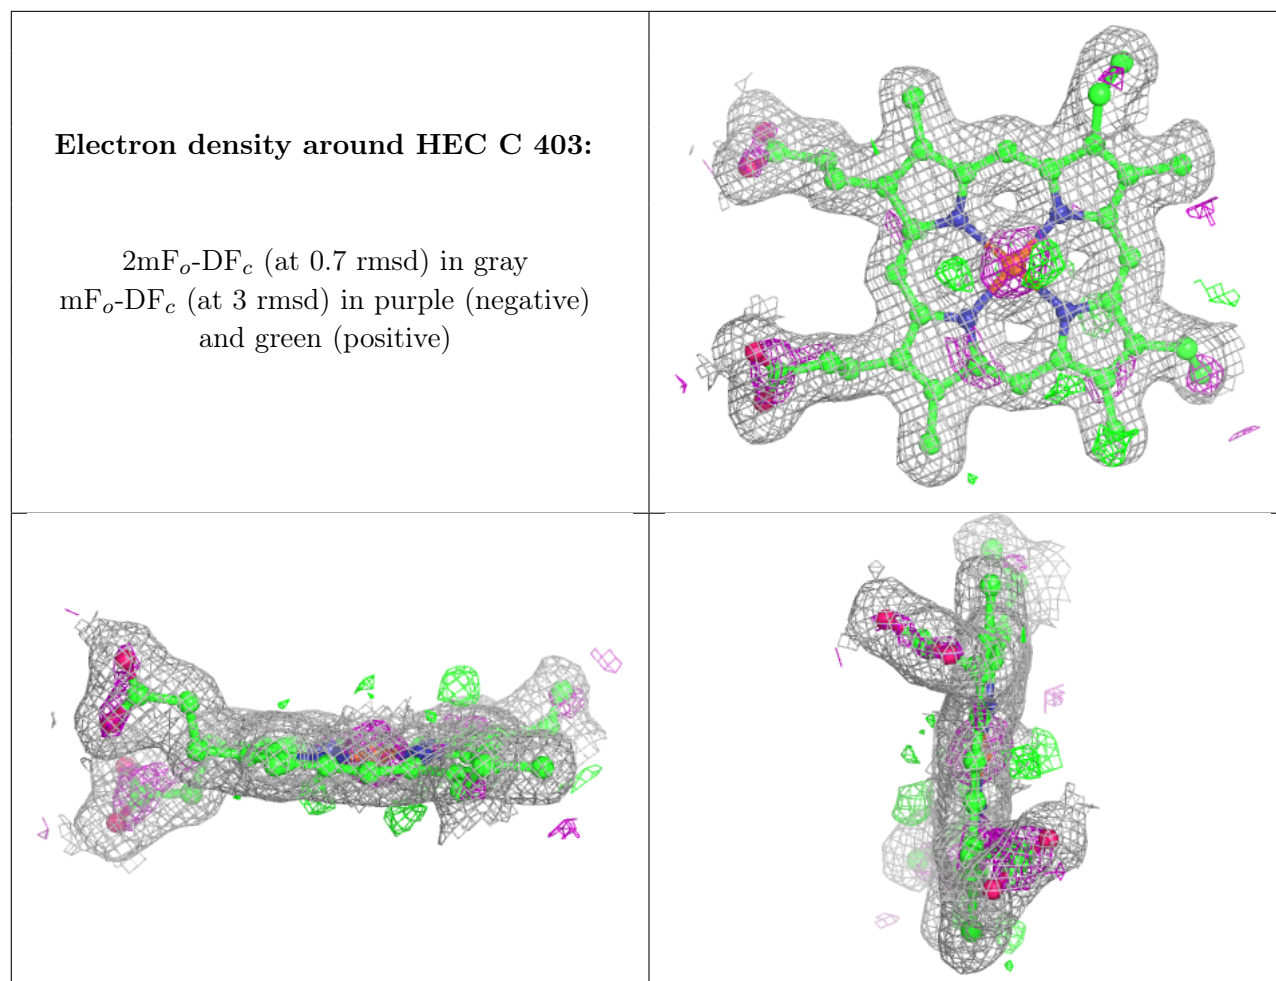 Electron density around HEC C 403:
2mFo-DFc (at 0.7 rmsd) in gray
mFo-DFc (at 3 rmsd) in purple (negative)
and green (positive)